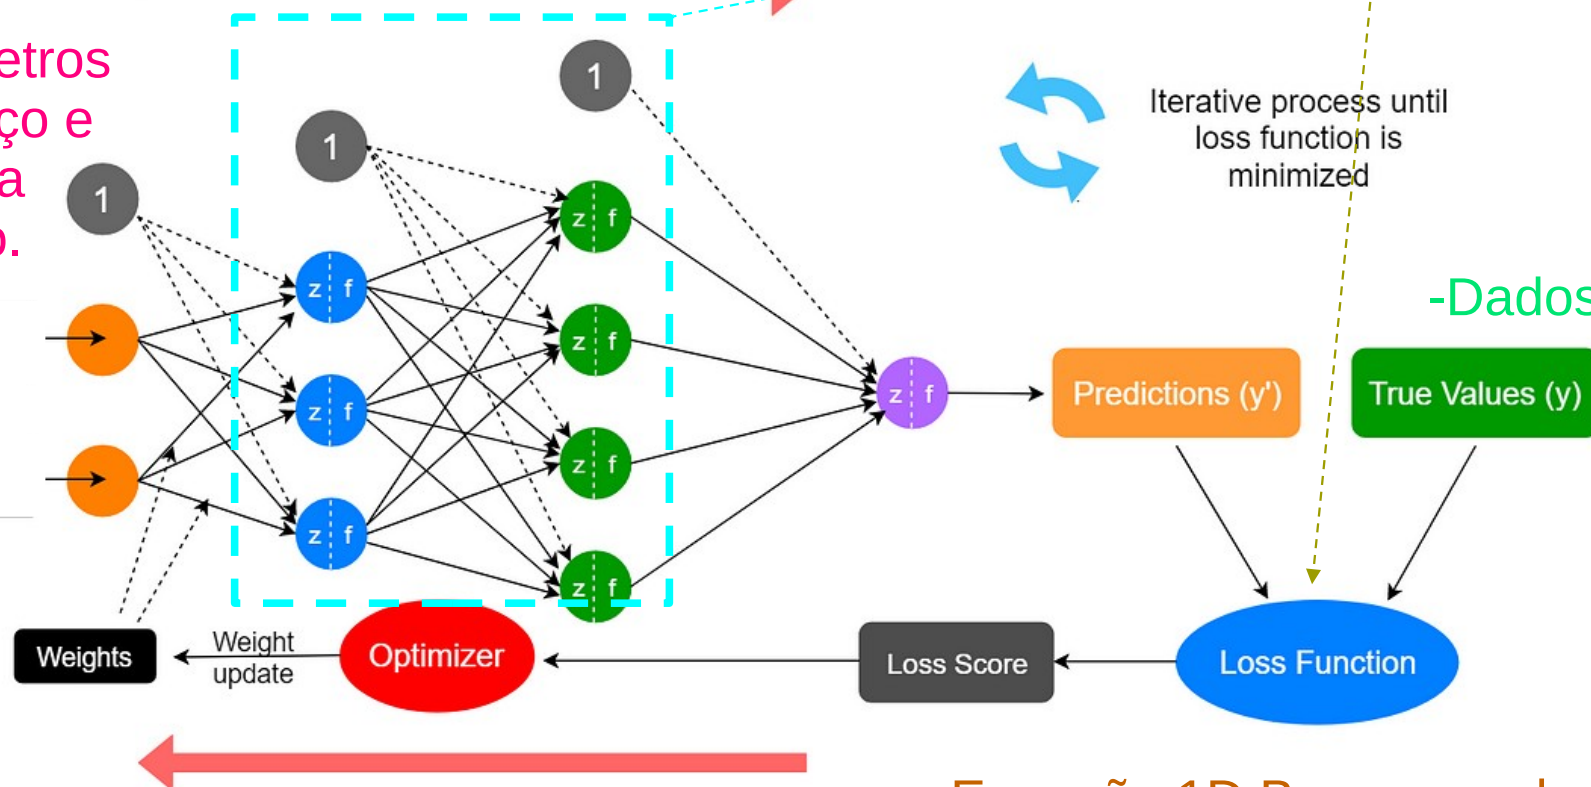 etros
ço e
a
o.
1
1
1
z f
z f
z f
z f
z f
z f
z f
z f
Iterative process until
loss function is
minimized
-Dados
Predictions (y')
True Values (y)
Weights
Weight
update
Optimizer
Loss Score
Loss Function